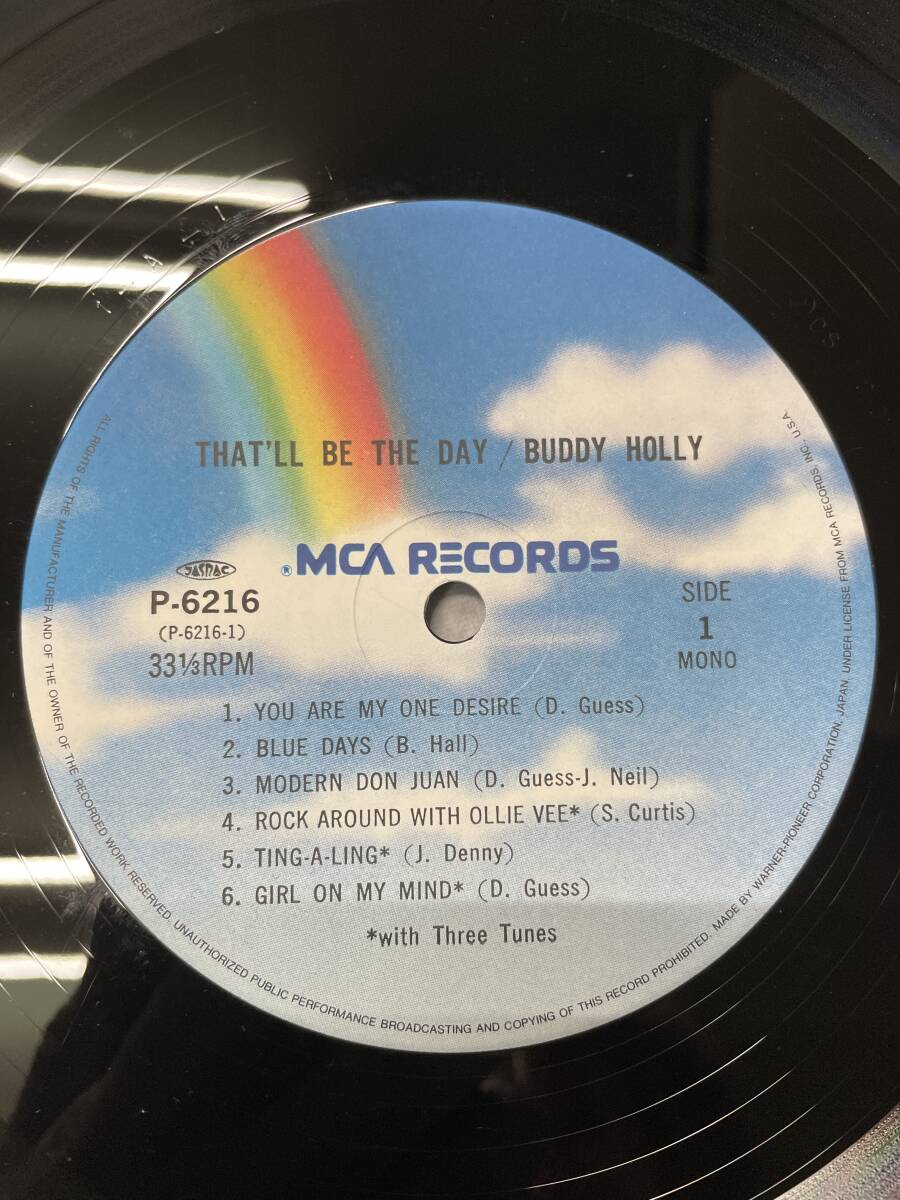 THAT'LL BE THE DAY / BUDDY HOLLY
®MCA RECORDS
JASRAC
P-6216
(P-6216-1)
33⅓RPM
SIDE
1
MONO
1. YOU ARE MY ONE DESIRE (D. Guess)
2. BLUE DAYS (B. Hall)
3. MODERN DON JUAN (D. Guess-J. Neil)
4. ROCK AROUND WITH OLLIE VEE* (S. Curtis)
5. TING-A-LING* (J. Denny)
6. GIRL ON MY MIND* (D. Guess)
*with Three Tunes
ALL RIGHTS OF THE MANUFACTURER AND OF THE OWNER OF THE RECORDED WORK RESERVED. UNAUTHORIZED PUBLIC PERFORMANCE BROADCASTING AND COPYING OF THIS RECORD PROHIBITED. MADE BY WARNER-PIONEER CORPORATION, JAPAN. UNDER LICENSE FROM MCA RECORDS, INC., U.S.A.